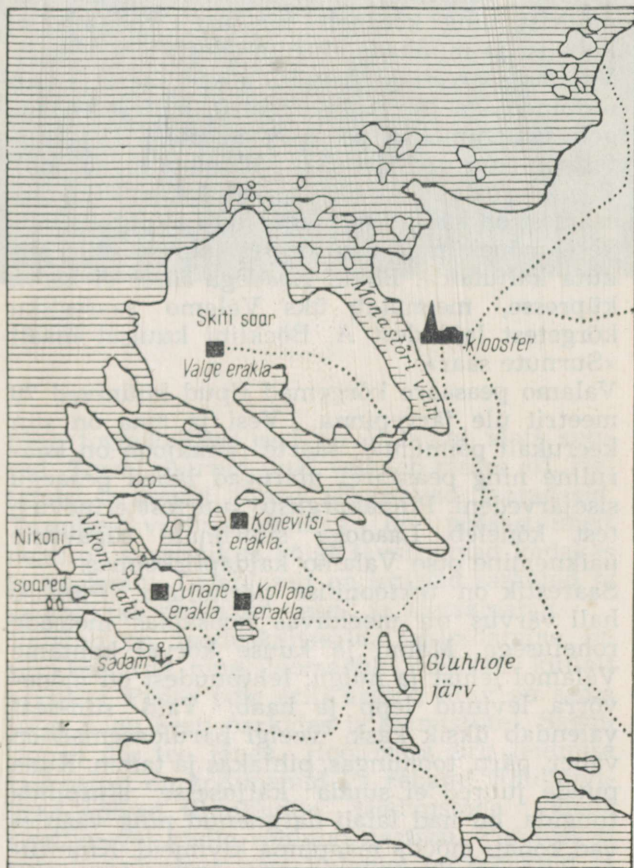 Skiti saar
Valge erakla
Monastõri väin
klooster
Konevitsi
erakla
Nikoni
saared
Nikoni laht
Punane
erakla
Kollane
erakla
sadam
Gluhhoje
järv